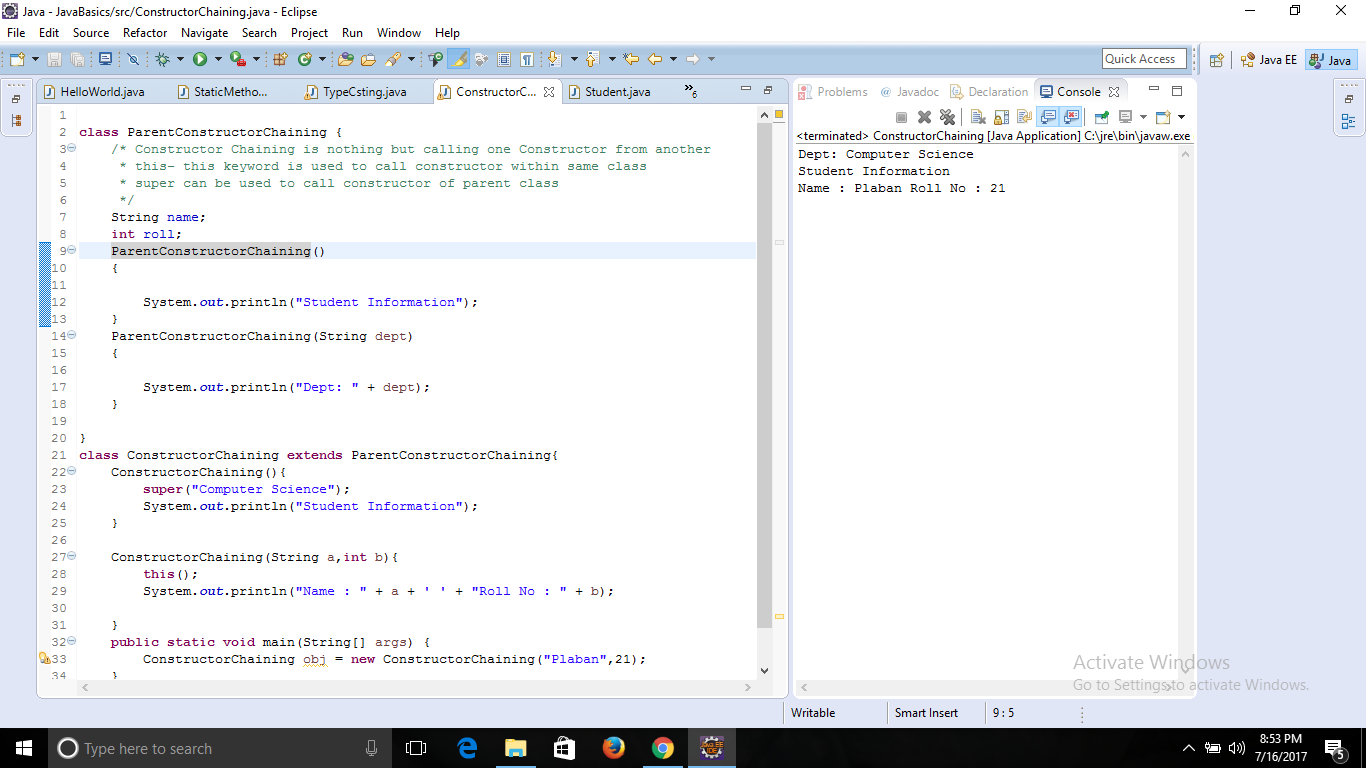 Java - JavaBasics/src/ConstructorChaining.java - Eclipse
File Edit Source Refactor Navigate Search Project Run Window Help
Quick Access Java EE Java
HelloWorld.java StaticMetho... TypeCsting.java ConstructorC... Student.java »6
1
2 class ParentConstructorChaining {
3 /* Constructor Chaining is nothing but calling one Constructor from another
4 * this- this keyword is used to call constructor within same class
5 * super can be used to call constructor of parent class
6 */
7 String name;
8 int roll;
9 ParentConstructorChaining()
10 {
11
12 System.out.println("Student Information");
13 }
14 ParentConstructorChaining(String dept)
15 {
16
17 System.out.println("Dept: " + dept);
18 }
19
20 }
21 class ConstructorChaining extends ParentConstructorChaining{
22 ConstructorChaining(){
23 super("Computer Science");
24 System.out.println("Student Information");
25 }
26
27 ConstructorChaining(String a,int b){
28 this();
29 System.out.println("Name : " + a + ' ' + "Roll No : " + b);
30
31 }
32 public static void main(String[] args) {
33 ConstructorChaining obj = new ConstructorChaining("Plaban",21);
34 }
Problems @ Javadoc Declaration Console
<terminated> ConstructorChaining [Java Application] C:\jre\bin\javaw.exe
Dept: Computer Science
Student Information
Name : Plaban Roll No : 21
Activate Windows
Go to Settings to activate Windows.
Writable Smart Insert 9 : 5
Type here to search
8:53 PM
7/16/2017
5